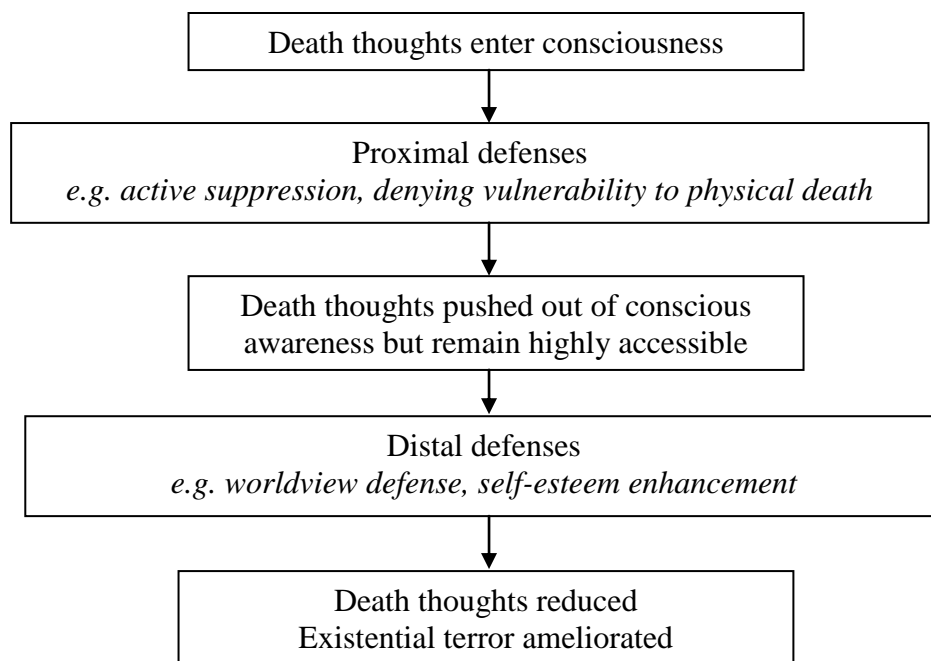 Death thoughts enter consciousness
Proximal defenses
e.g. active suppression, denying vulnerability to physical death
Death thoughts pushed out of conscious
awareness but remain highly accessible
Distal defenses
e.g. worldview defense, self-esteem enhancement
Death thoughts reduced
Existential terror ameliorated